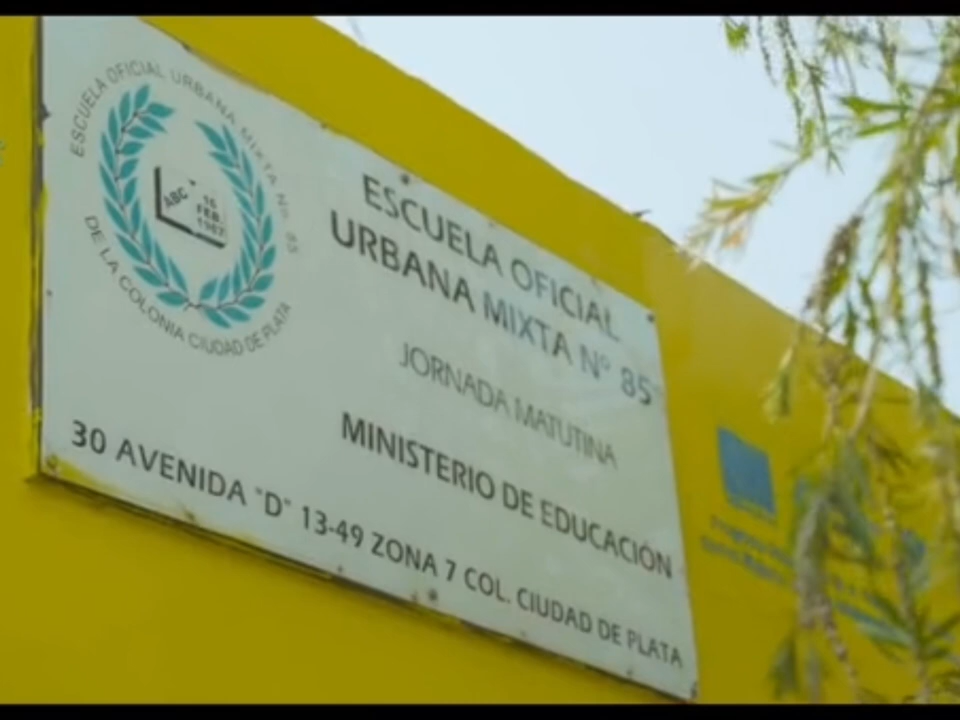 ESCUELA OFICIAL URBANA MIXTA Nº 85
DE LA COLONIA CIUDAD DE PLATA
ABC
16
FEB.
1987
ESCUELA OFICIAL
URBANA MIXTA Nº 85
JORNADA MATUTINA
MINISTERIO DE EDUCACIÓN
30 AVENIDA "D" 13-49 ZONA 7 COL. CIUDAD DE PLATA